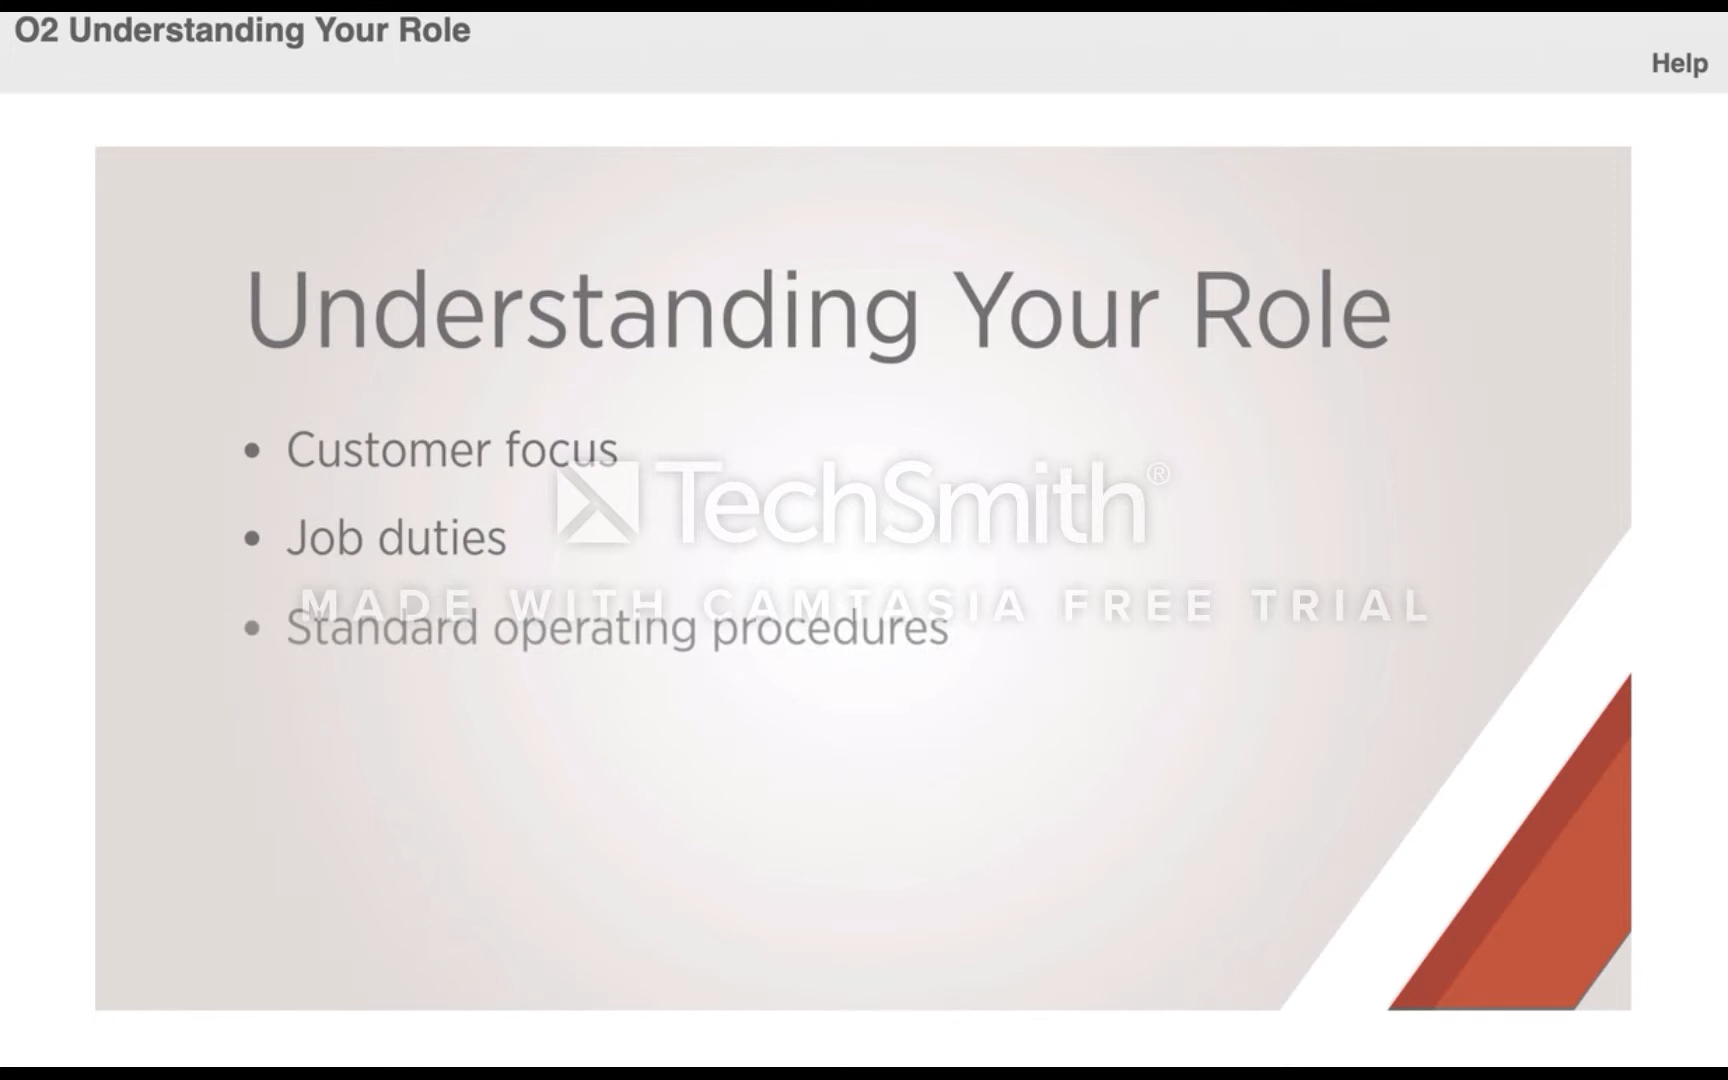 O2 Understanding Your Role
Help
Understanding Your Role
• Customer focus
• Job duties
• Standard operating procedures
TechSmith®
MADE WITH CAMTASIA FREE TRIAL